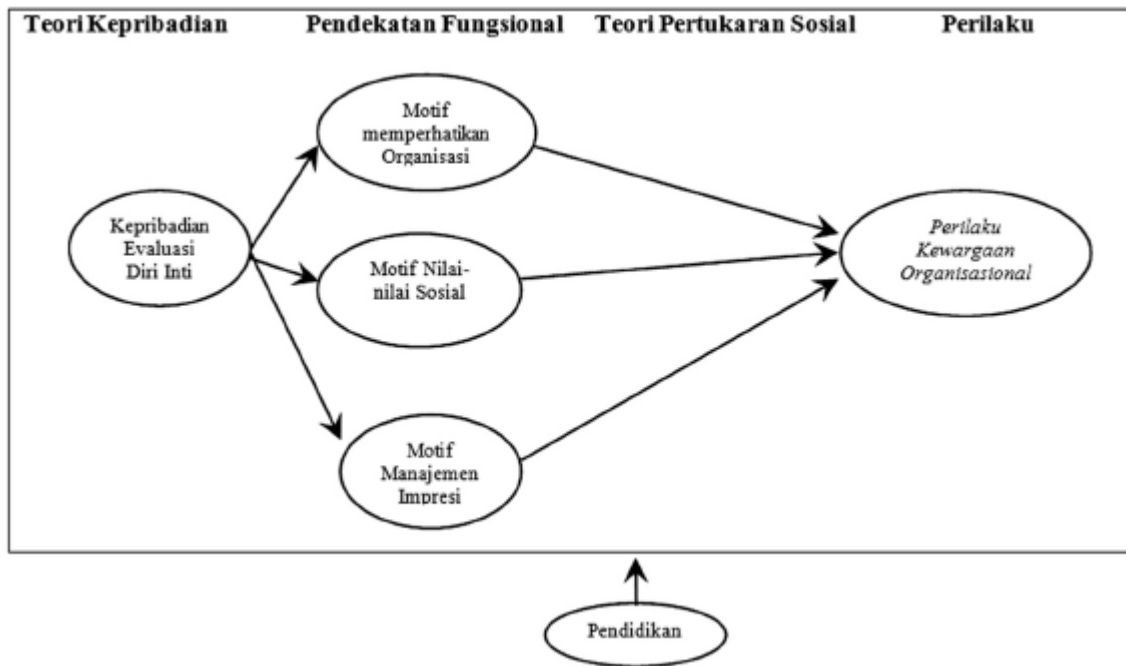 Teori Kepribadian
Pendekatan Fungsional
Teori Pertukaran Sosial
Perilaku
Motif
memperhatikan
Organisasi
Kepribadian
Evaluasi
Diri Inti
Motif Nilai-
nilai Sosial
Perilaku
Kewargaan
Organisasional
Motif
Manajemen
Impresi
Pendidikan